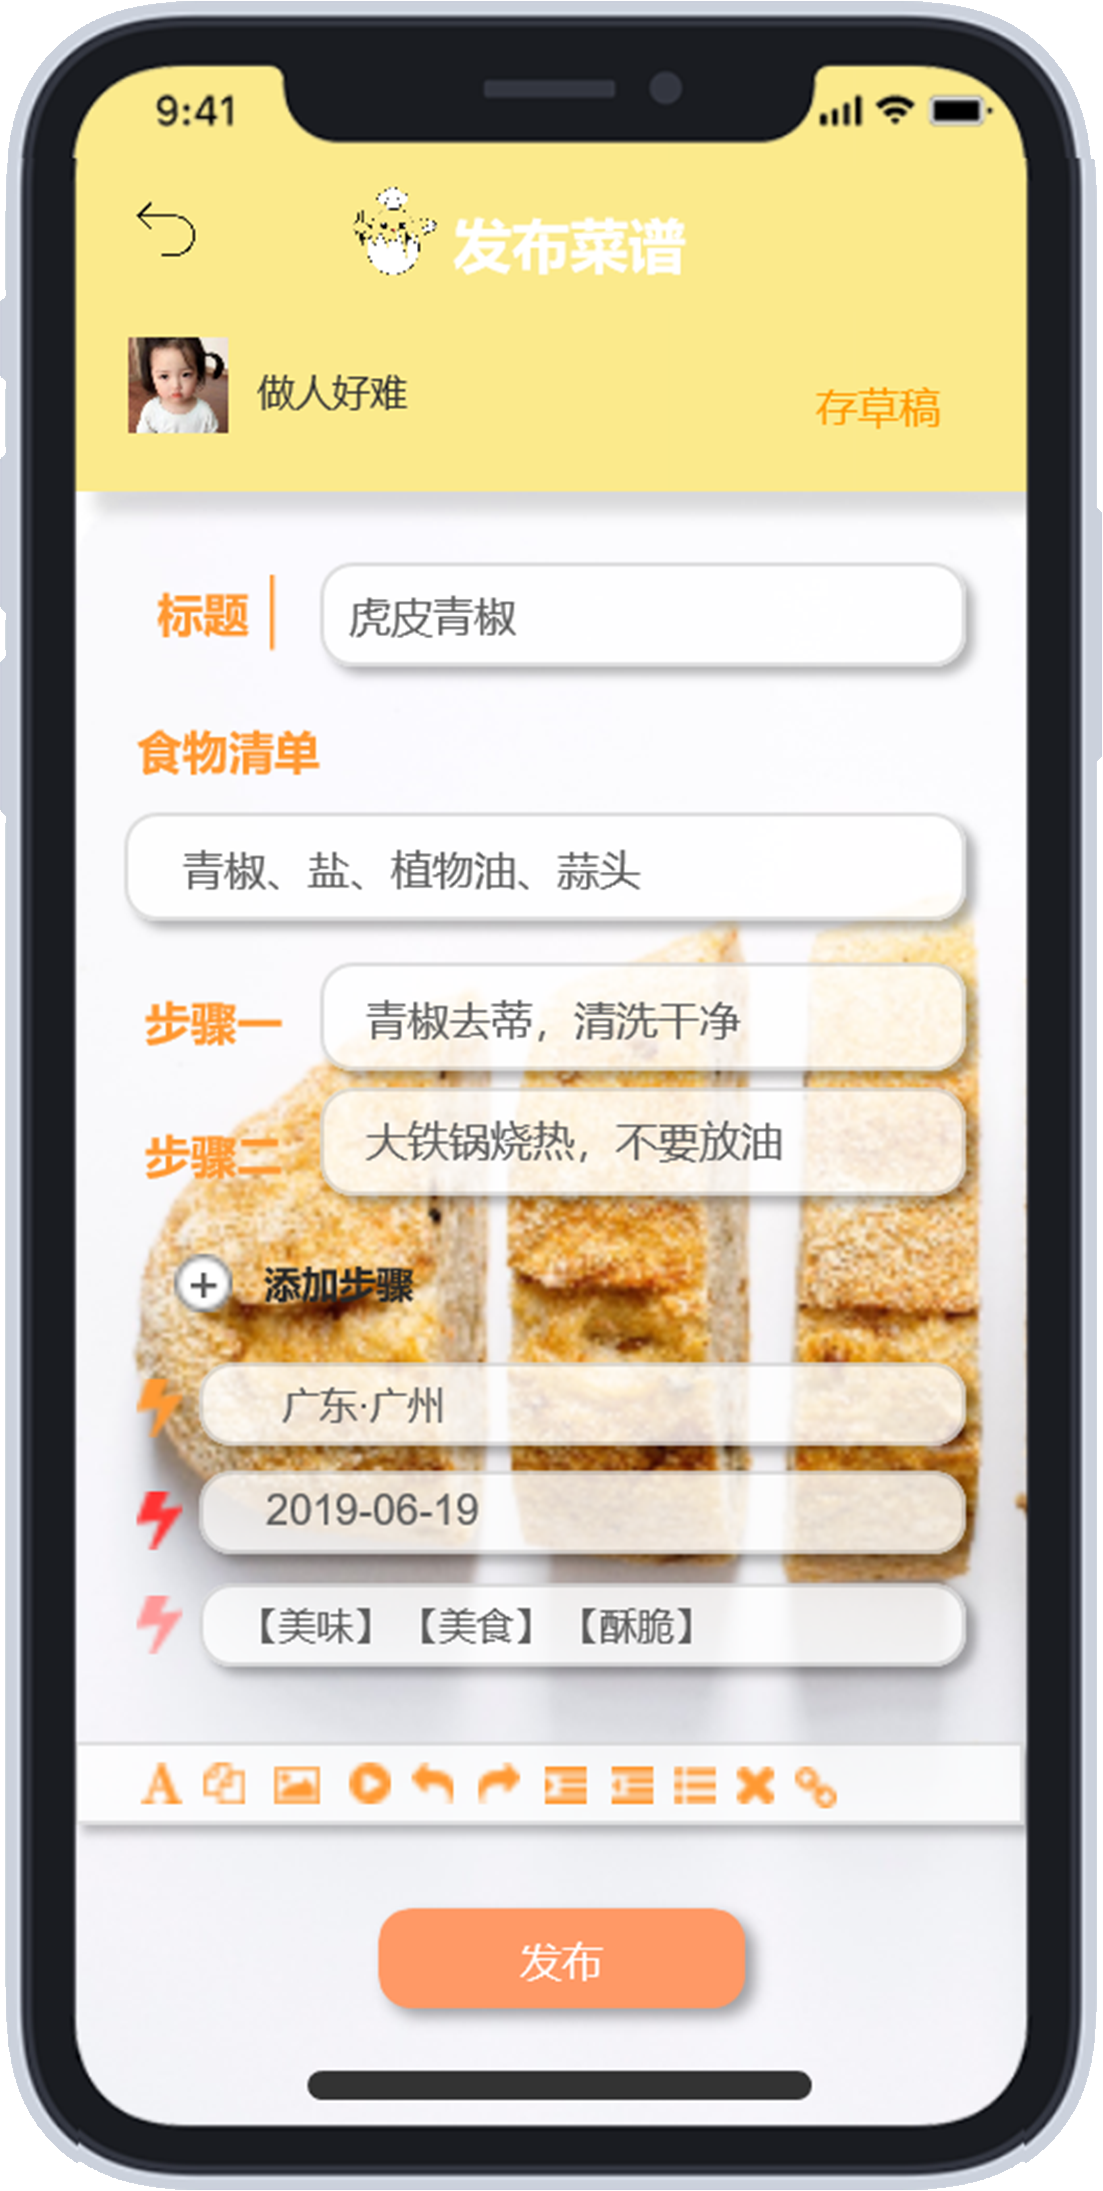 9:41
发布菜谱
做人好难
存草稿
标题
虎皮青椒
食物清单
青椒、盐、植物油、蒜头
步骤一
青椒去蒂，清洗干净
步骤二
大铁锅烧热，不要放油
添加步骤
广东·广州
2019-06-19
【美味】 【美食】 【酥脆】
A
发布